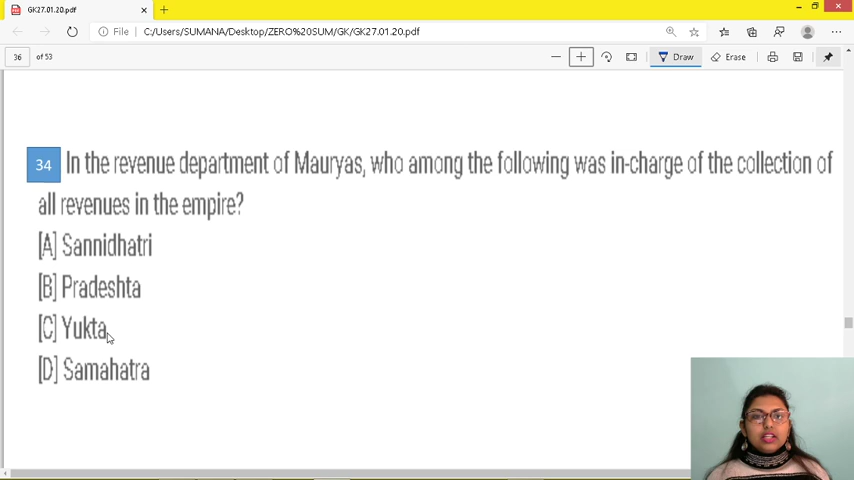 GK27.01.20.pdf
File C:/Users/SUMANA/Desktop/ZERO%20SUM/GK/GK27.01.20.pdf
36 of 53 Draw Erase
34 In the revenue department of Mauryas, who among the following was in-charge of the collection of
all revenues in the empire?
[A] Sannidhatri
[B] Pradeshta
[C] Yukta
[D] Samahatra